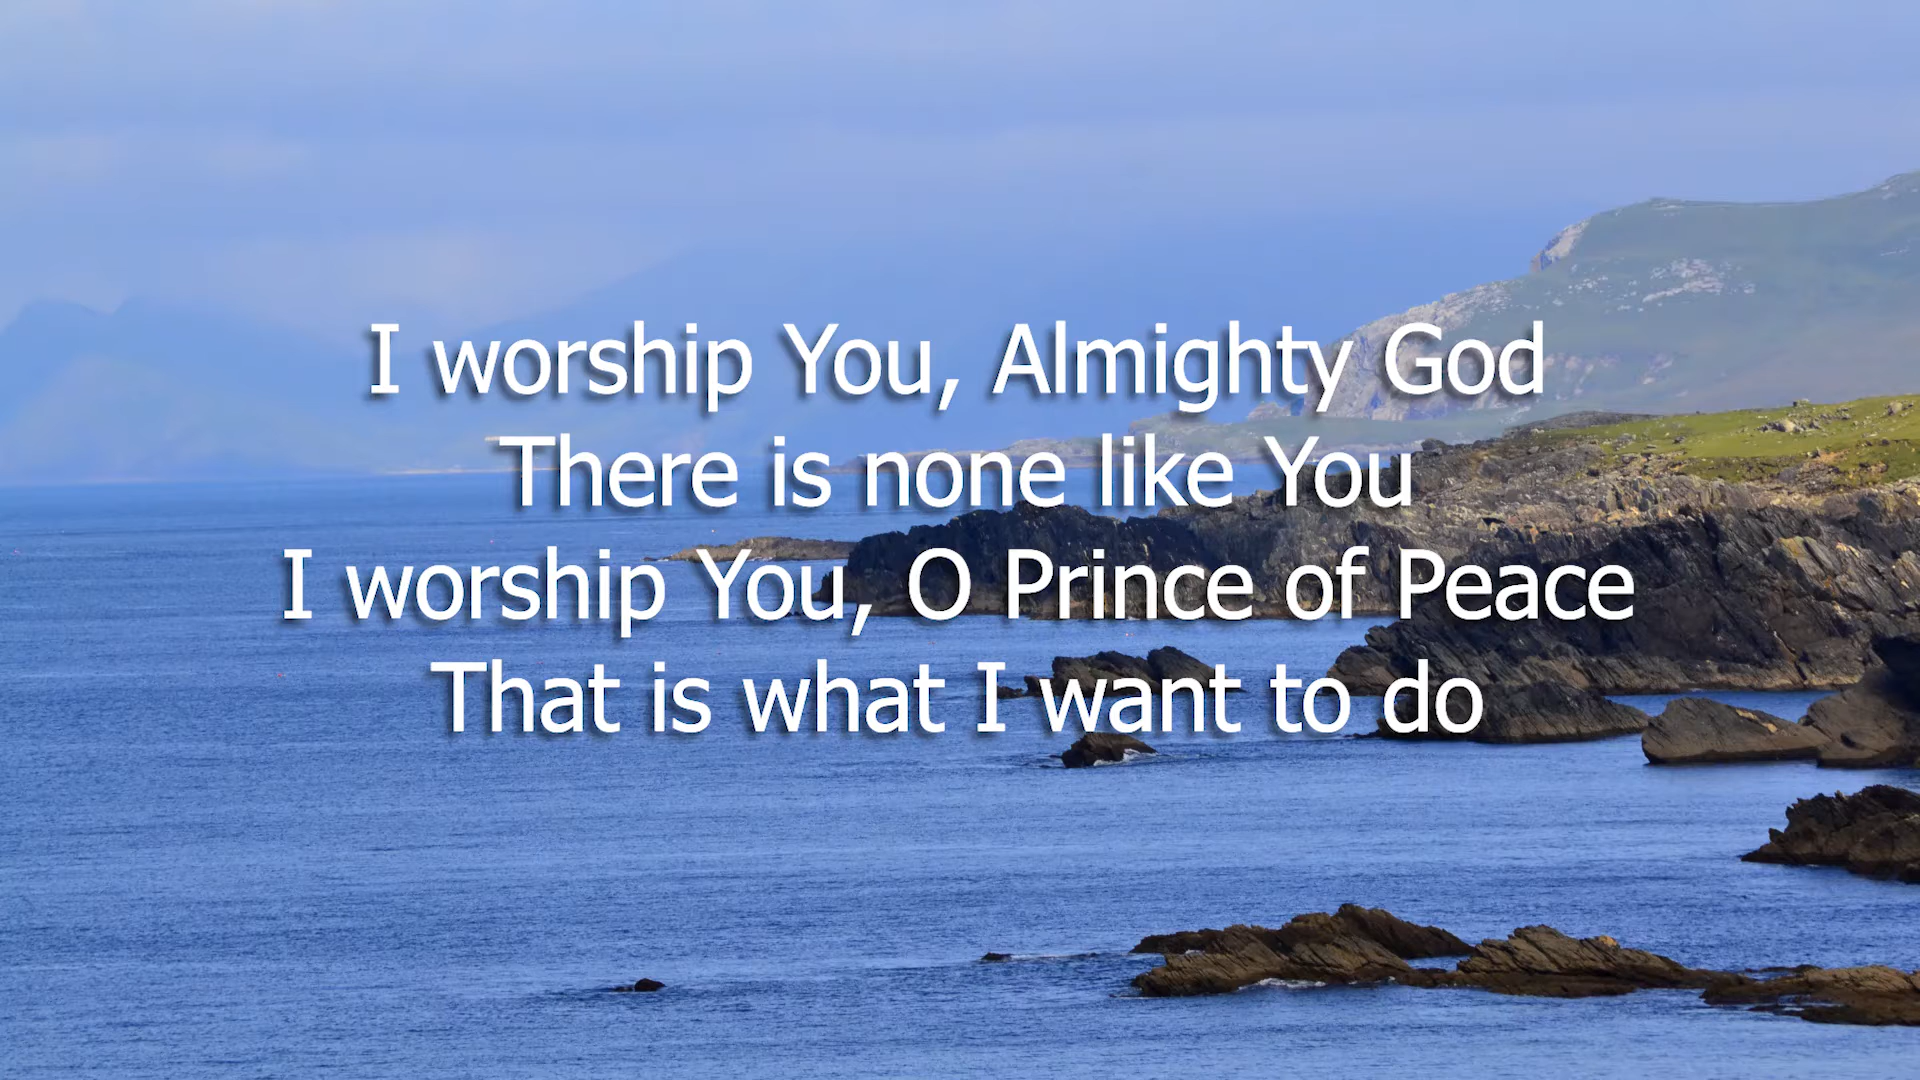 I worship You, Almighty God
There is none like You
I worship You, O Prince of Peace
That is what I want to do